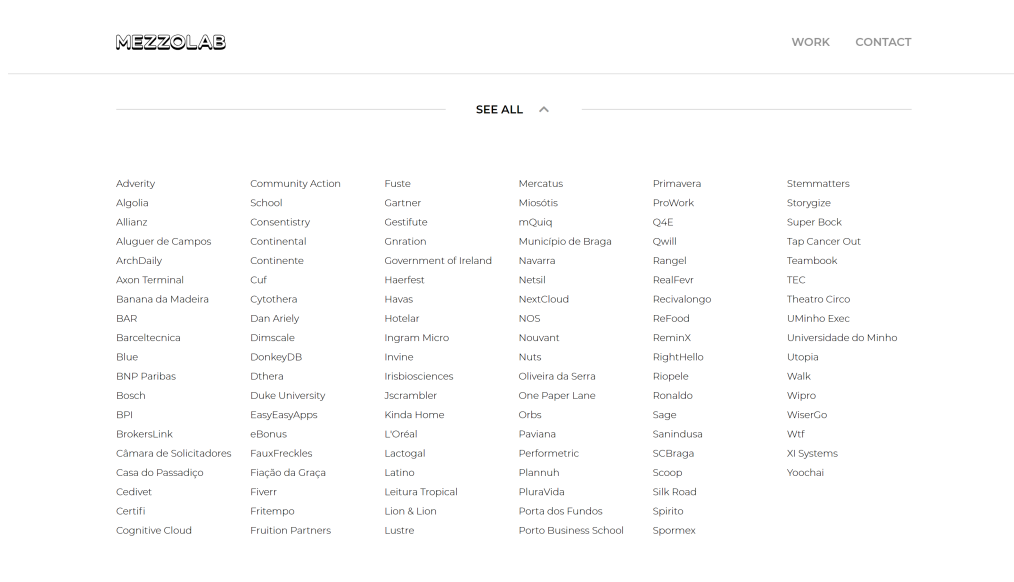 MEZZOLAB
WORK
CONTACT
SEE ALL
Adverity
Algolia
Allianz
Aluguer de Campos
ArchDaily
Axon Terminal
Banana da Madeira
BAR
Barceltecnica
Blue
BNP Paribas
Bosch
BPI
BrokersLink
Câmara de Solicitadores
Casa do Passadiço
Cedivet
Certifi
Cognitive Cloud
Community Action
School
Consentistry
Continental
Continente
Cuf
Cytothera
Dan Ariely
Dimscale
DonkeyDB
Dthera
Duke University
EasyEasyApps
eBonus
FauxFreckles
Fiação da Graça
Fiverr
Fritempo
Fruition Partners
Fuste
Gartner
Gestifute
Gnration
Government of Ireland
Haerfest
Havas
Hotelar
Ingram Micro
Invine
Irisbiosciences
Jscrambler
Kinda Home
L'Oréal
Lactogal
Latino
Leitura Tropical
Lion & Lion
Lustre
Mercatus
Miosótis
mQuiq
Município de Braga
Navarra
Netsil
NextCloud
NOS
Nouvant
Nuts
Oliveira da Serra
One Paper Lane
Orbs
Paviana
Performetric
Plannuh
PluraVida
Porta dos Fundos
Porto Business School
Primavera
ProWork
Q4E
Qwill
Rangel
RealFevr
Recivalongo
ReFood
ReminX
RightHello
Riopele
Ronaldo
Sage
Sanindusa
SCBraga
Scoop
Silk Road
Spirito
Spormex
Stemmatters
Storygize
Super Bock
Tap Cancer Out
Teambook
TEC
Theatro Circo
UMinho Exec
Universidade do Minho
Utopia
Walk
Wipro
WiserGo
Wtf
XI Systems
Yoochai